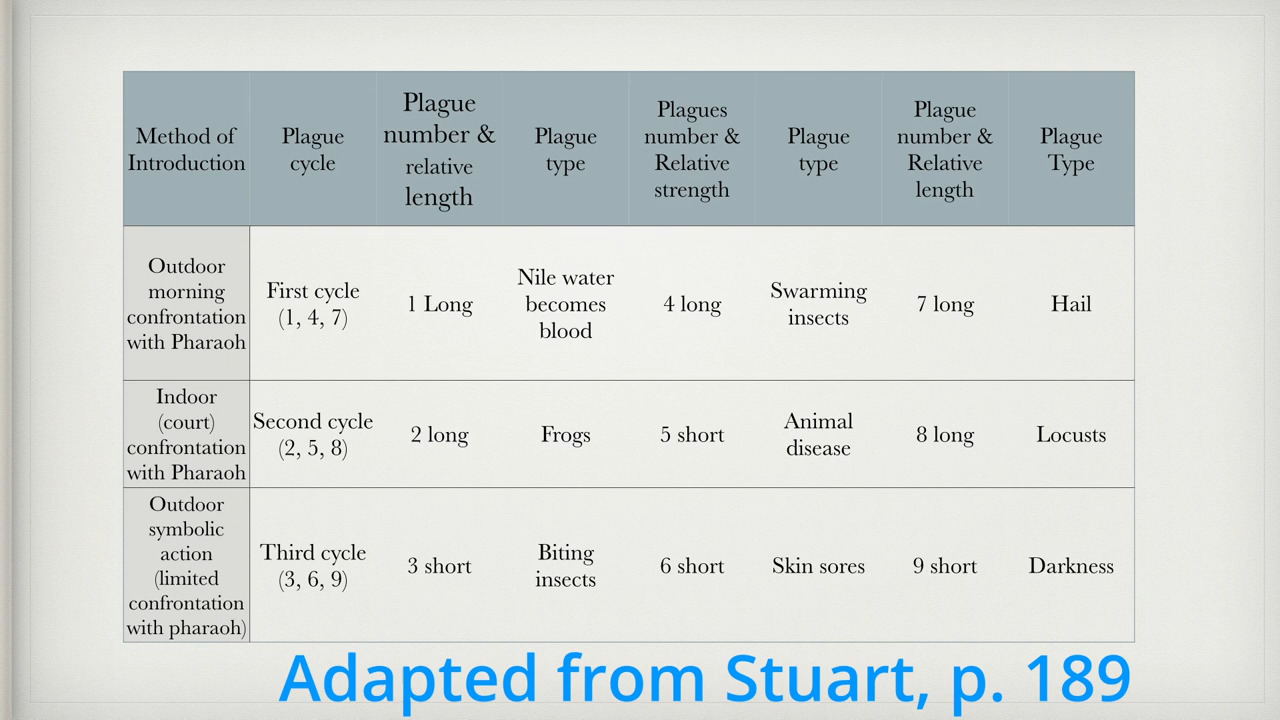 Method of
Introduction
Plague
cycle
Plague
number &
relative
length
Plague
type
Plagues
number &
Relative
strength
Plague
type
Plague
number &
Relative
length
Plague
Type
Outdoor
morning
confrontation
with Pharaoh
First cycle
(1, 4, 7)
1 Long
Nile water
becomes
blood
4 long
Swarming
insects
7 long
Hail
Indoor
(court)
confrontation
with Pharaoh
Second cycle
(2, 5, 8)
2 long
Frogs
5 short
Animal
disease
8 long
Locusts
Outdoor
symbolic
action
(limited
confrontation
with pharaoh)
Third cycle
(3, 6, 9)
3 short
Biting
insects
6 short
Skin sores
9 short
Darkness
Adapted from Stuart, p. 189